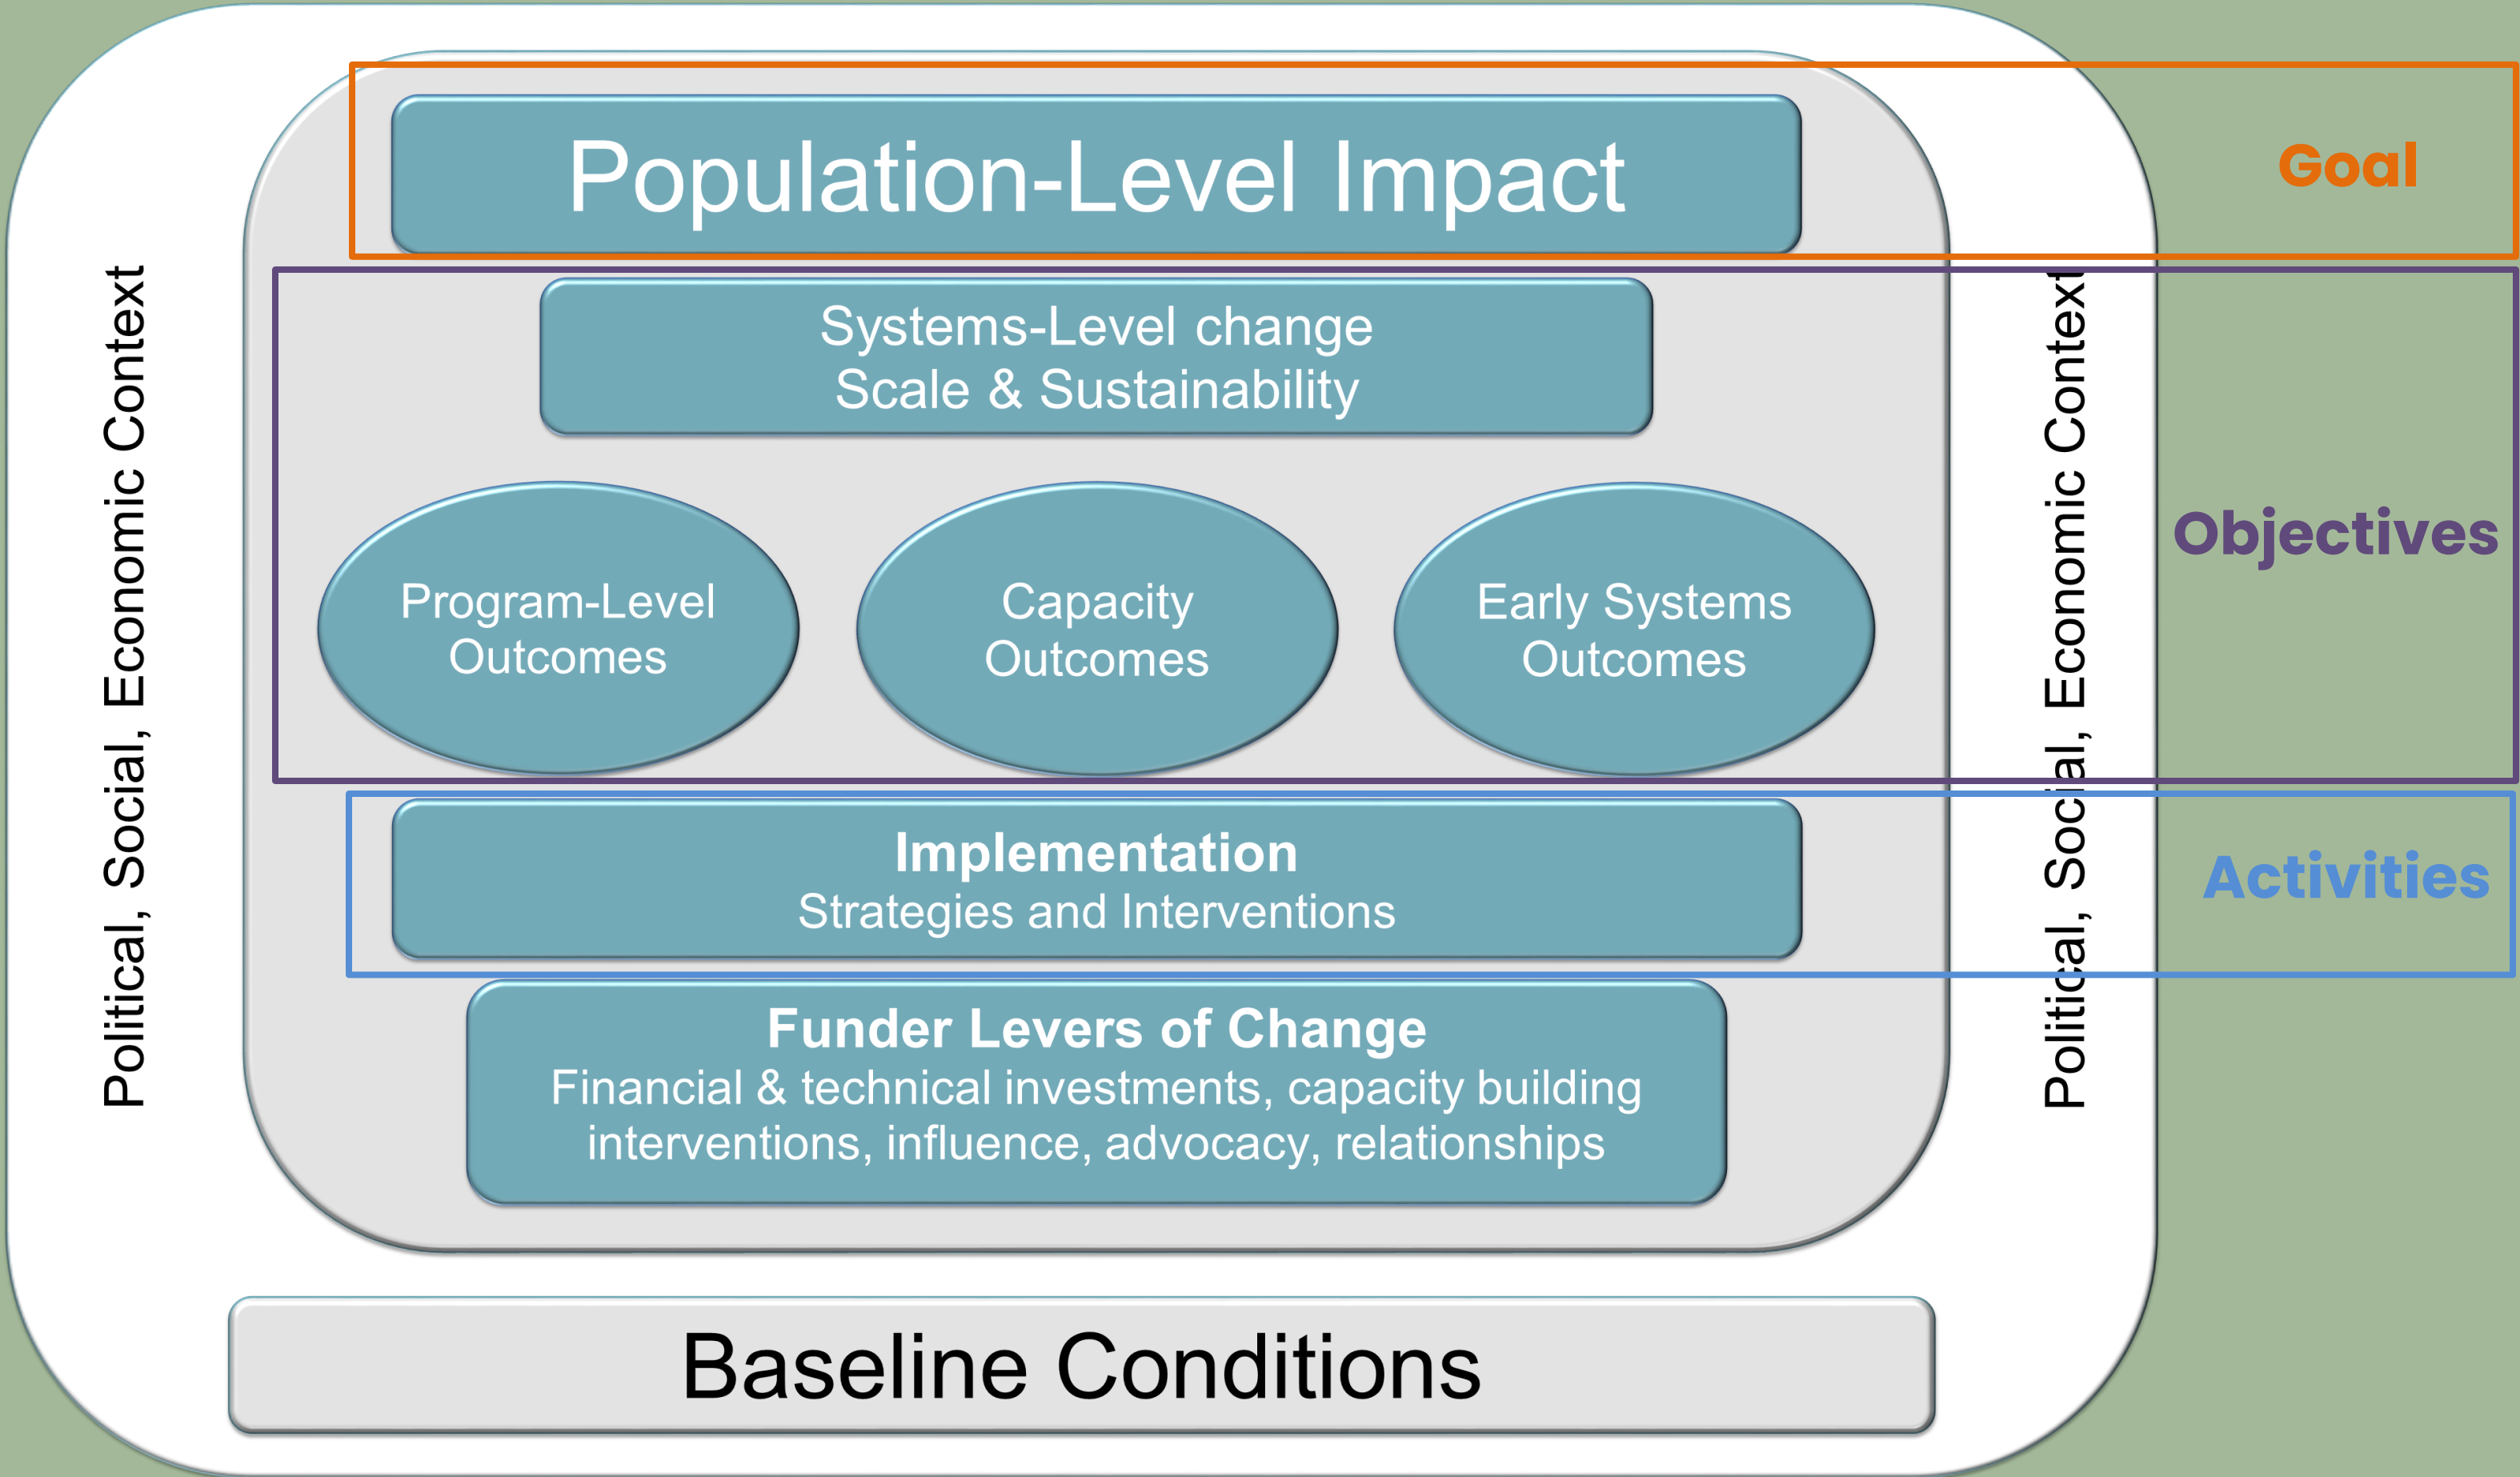 Population-Level Impact
Goal
Systems-Level change
Scale & Sustainability
Program-Level
Outcomes
Capacity
Outcomes
Early Systems
Outcomes
Objectives
Implementation
Strategies and Interventions
Activities
Funder Levers of Change
Financial & technical investments, capacity building
interventions, influence, advocacy, relationships
Political, Social, Economic Context
Political, Social, Economic Context
Baseline Conditions